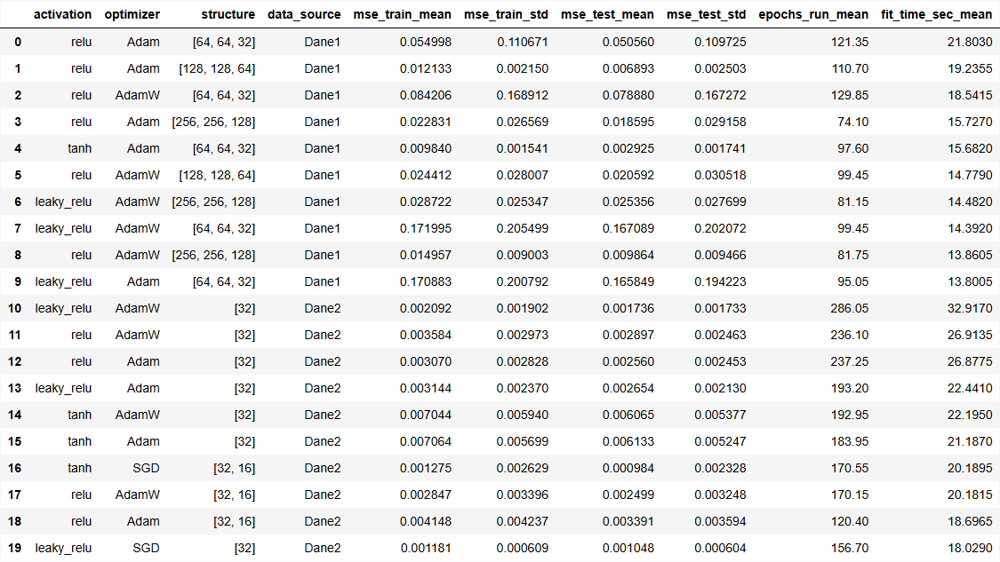 activation optimizer structure data_source mse_train_mean mse_train_std mse_test_mean mse_test_std epochs_run_mean fit_time_sec_mean
0 relu Adam [64, 64, 32] Dane1 0.054998 0.110671 0.050560 0.109725 121.35 21.8030
1 relu Adam [128, 128, 64] Dane1 0.012133 0.002150 0.006893 0.002503 110.70 19.2355
2 relu AdamW [64, 64, 32] Dane1 0.084206 0.168912 0.078880 0.167272 129.85 18.5415
3 relu Adam [256, 256, 128] Dane1 0.022831 0.026569 0.018595 0.029158 74.10 15.7270
4 tanh Adam [64, 64, 32] Dane1 0.009840 0.001541 0.002925 0.001741 97.60 15.6820
5 relu AdamW [128, 128, 64] Dane1 0.024412 0.028007 0.020592 0.030518 99.45 14.7790
6 leaky_relu AdamW [256, 256, 128] Dane1 0.028722 0.025347 0.025356 0.027699 81.15 14.4820
7 leaky_relu AdamW [64, 64, 32] Dane1 0.171995 0.205499 0.167089 0.202072 99.45 14.3920
8 relu AdamW [256, 256, 128] Dane1 0.014957 0.009003 0.009864 0.009466 81.75 13.8605
9 leaky_relu Adam [64, 64, 32] Dane1 0.170883 0.200792 0.165849 0.194223 95.05 13.8005
10 leaky_relu AdamW [32] Dane2 0.002092 0.001902 0.001736 0.001733 286.05 32.9170
11 relu AdamW [32] Dane2 0.003584 0.002973 0.002897 0.002463 236.10 26.9135
12 relu Adam [32] Dane2 0.003070 0.002828 0.002560 0.002453 237.25 26.8775
13 leaky_relu Adam [32] Dane2 0.003144 0.002370 0.002654 0.002130 193.20 22.4410
14 tanh AdamW [32] Dane2 0.007044 0.005940 0.006065 0.005377 192.95 22.1950
15 tanh Adam [32] Dane2 0.007064 0.005699 0.006133 0.005247 183.95 21.1870
16 tanh SGD [32, 16] Dane2 0.001275 0.002629 0.000984 0.002328 170.55 20.1895
17 relu AdamW [32, 16] Dane2 0.002847 0.003396 0.002499 0.003248 170.15 20.1815
18 relu Adam [32, 16] Dane2 0.004148 0.004237 0.003391 0.003594 120.40 18.6965
19 leaky_relu SGD [32] Dane2 0.001181 0.000609 0.001048 0.000604 156.70 18.0290